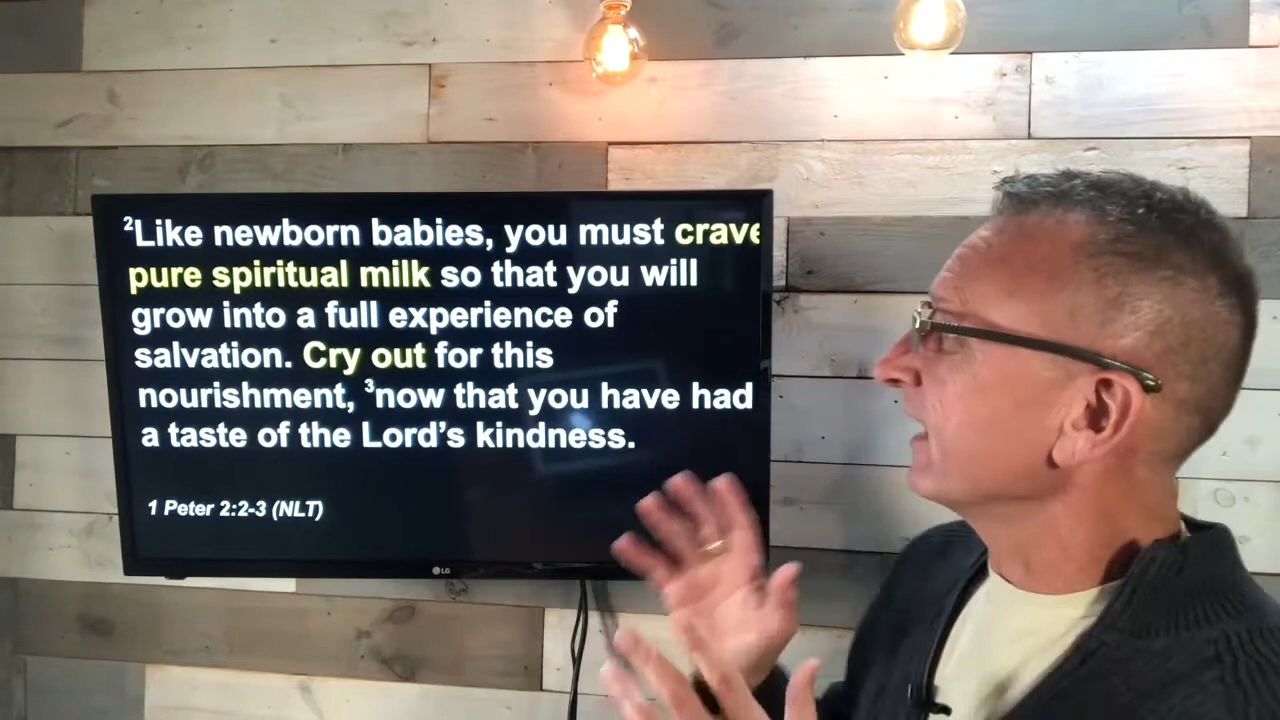 ²Like newborn babies, you must crave
pure spiritual milk so that you will
grow into a full experience of
salvation. Cry out for this
nourishment, ³now that you have had
a taste of the Lord’s kindness.
1 Peter 2:2-3 (NLT)
LG